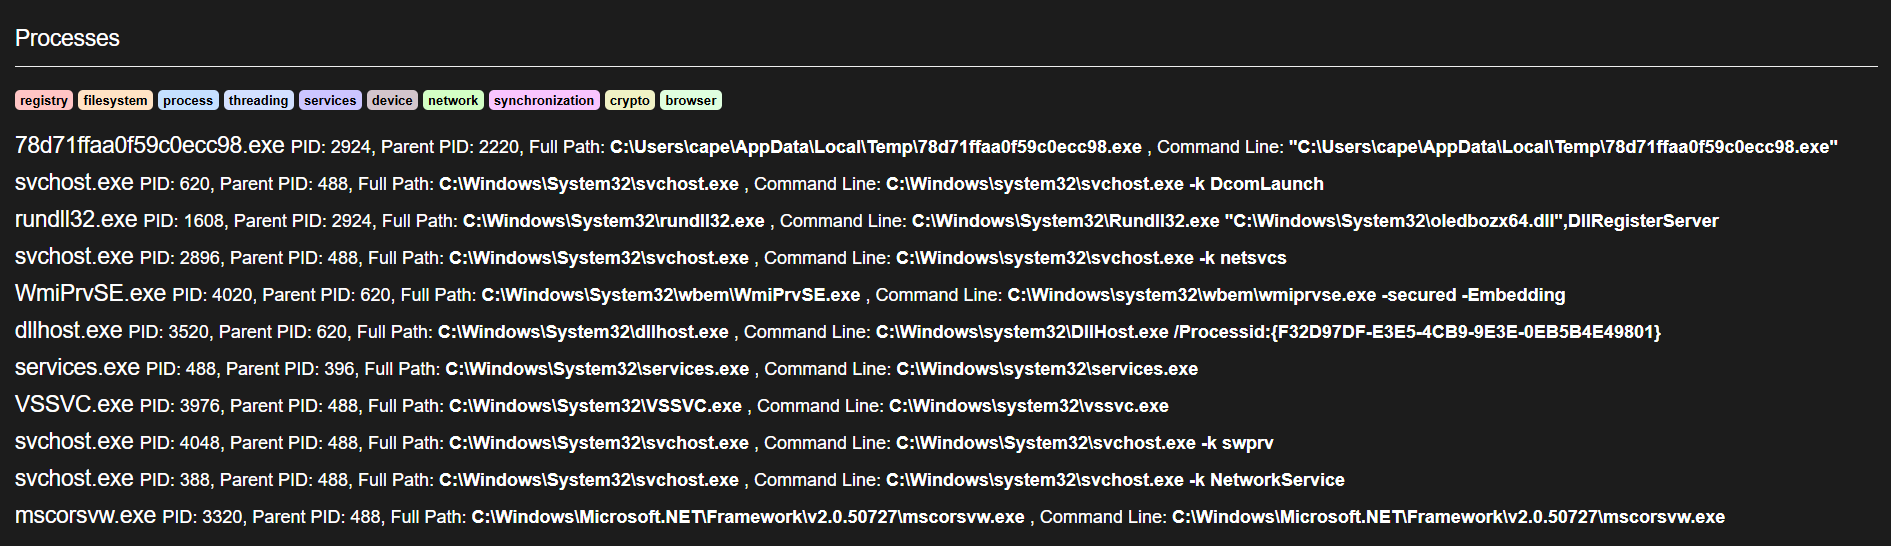 Processes
registry filesystem process threading services device network synchronization crypto browser
78d71ffaa0f59c0ecc98.exe PID: 2924, Parent PID: 2220, Full Path: C:\Users\cape\AppData\Local\Temp\78d71ffaa0f59c0ecc98.exe , Command Line: "C:\Users\cape\AppData\Local\Temp\78d71ffaa0f59c0ecc98.exe"
svchost.exe PID: 620, Parent PID: 488, Full Path: C:\Windows\System32\svchost.exe , Command Line: C:\Windows\system32\svchost.exe -k DcomLaunch
rundll32.exe PID: 1608, Parent PID: 2924, Full Path: C:\Windows\System32\rundll32.exe , Command Line: C:\Windows\System32\Rundll32.exe "C:\Windows\System32\oledbozx64.dll",DllRegisterServer
svchost.exe PID: 2896, Parent PID: 488, Full Path: C:\Windows\System32\svchost.exe , Command Line: C:\Windows\system32\svchost.exe -k netsvcs
WmiPrvSE.exe PID: 4020, Parent PID: 620, Full Path: C:\Windows\System32\wbem\WmiPrvSE.exe , Command Line: C:\Windows\system32\wbem\wmiprvse.exe -secured -Embedding
dllhost.exe PID: 3520, Parent PID: 620, Full Path: C:\Windows\System32\dllhost.exe , Command Line: C:\Windows\system32\DllHost.exe /Processid:{F32D97DF-E3E5-4CB9-9E3E-0EB5B4E49801}
services.exe PID: 488, Parent PID: 396, Full Path: C:\Windows\System32\services.exe , Command Line: C:\Windows\system32\services.exe
VSSVC.exe PID: 3976, Parent PID: 488, Full Path: C:\Windows\System32\VSSVC.exe , Command Line: C:\Windows\system32\vssvc.exe
svchost.exe PID: 4048, Parent PID: 488, Full Path: C:\Windows\System32\svchost.exe , Command Line: C:\Windows\System32\svchost.exe -k swprv
svchost.exe PID: 388, Parent PID: 488, Full Path: C:\Windows\System32\svchost.exe , Command Line: C:\Windows\system32\svchost.exe -k NetworkService
mscorsvw.exe PID: 3320, Parent PID: 488, Full Path: C:\Windows\Microsoft.NET\Framework\v2.0.50727\mscorsvw.exe , Command Line: C:\Windows\Microsoft.NET\Framework\v2.0.50727\mscorsvw.exe